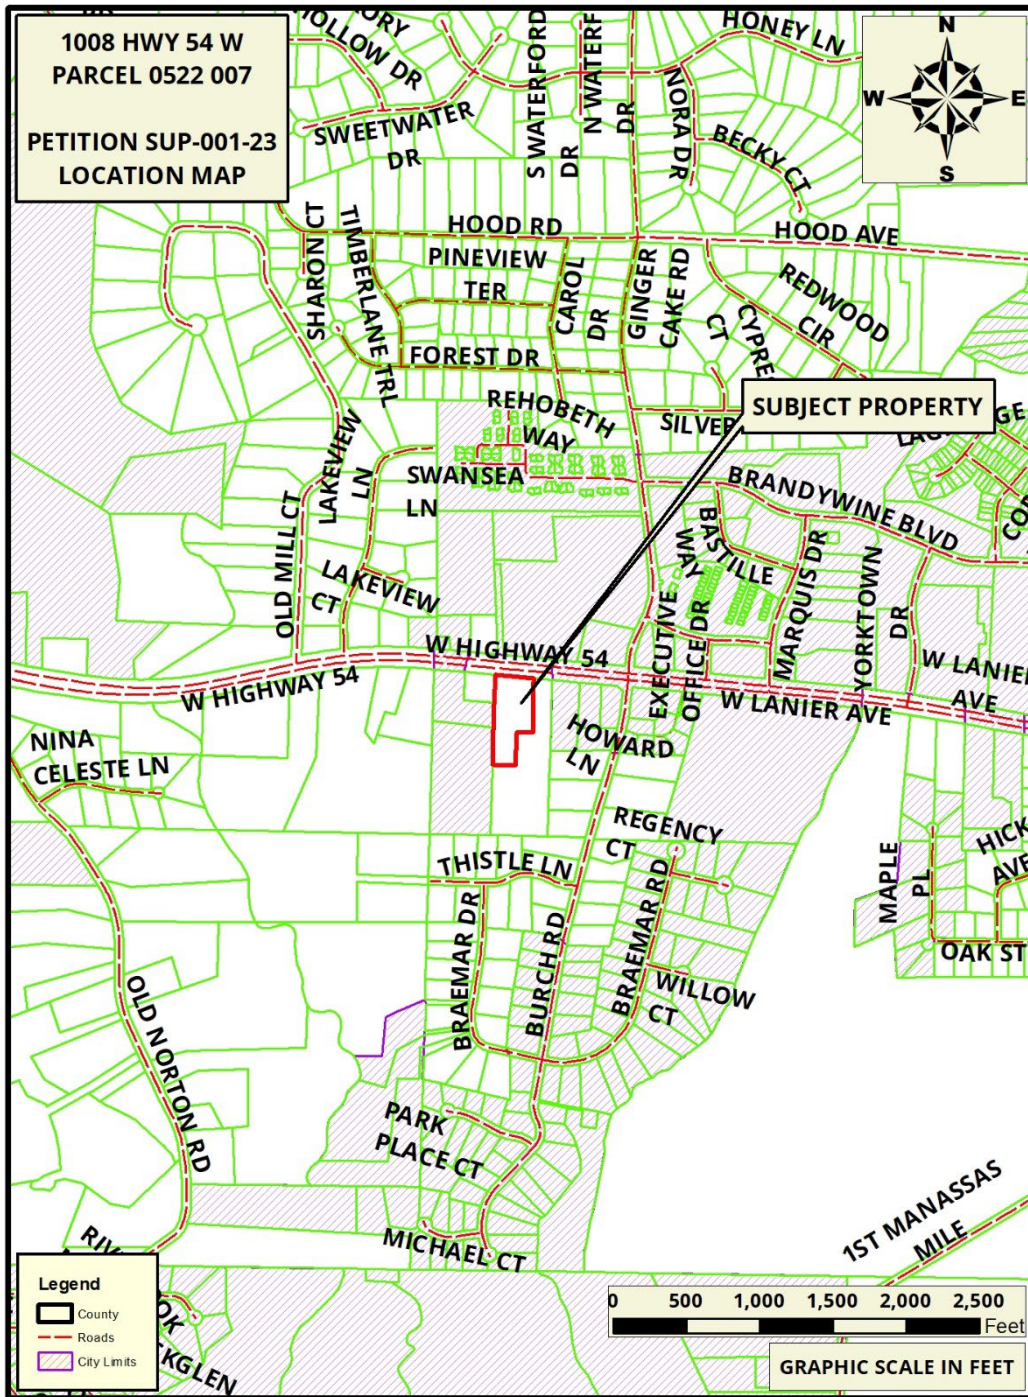 1008 HWY 54 W
PARCEL 0522 007
PETITION SUP-001-23
LOCATION MAP
N
W
E
S
HOLLOW DR
SWEETWATER
DR
S WATERFORD
DR
N WATERF
DR
HONEY LN
NORA DR
BECKY CT
HOOD RD
HOOD AVE
SHARON CT
TIMBERLANE TRL
PINEVIEW
TER
CAROL
DR
GINGER
CAKE RD
REDWOOD
CIR
CYPRE
CT
FOREST DR
REHOBETH
WAY
SILVER
SUBJECT PROPERTY
SWANSEA
LN
LAKEVIEW
LN
OLD MILL CT
LAKEVIEW
CT
BRANDYWINE BLVD
BASTILLE
WAY
MARQUIS DR
YORKTOWN
DR
EXECUTIVE
OFFICE DR
W HIGHWAY 54
W HIGHWAY 54
W LANIER AVE
W LANIER
AVE
NINA
CELESTE LN
HOWARD
LN
REGENCY
CT
THISTLE LN
BRAEMAR DR
BURCH RD
BRAEMAR RD
WILLOW
CT
MAPLE
PL
HICK
AVE
OAK ST
OLD NORTON RD
PARK
PLACE CT
MICHAEL CT
1ST MANASSAS
MILE
Legend
County
Roads
City Limits
0 500 1,000 1,500 2,000 2,500
Feet
GRAPHIC SCALE IN FEET